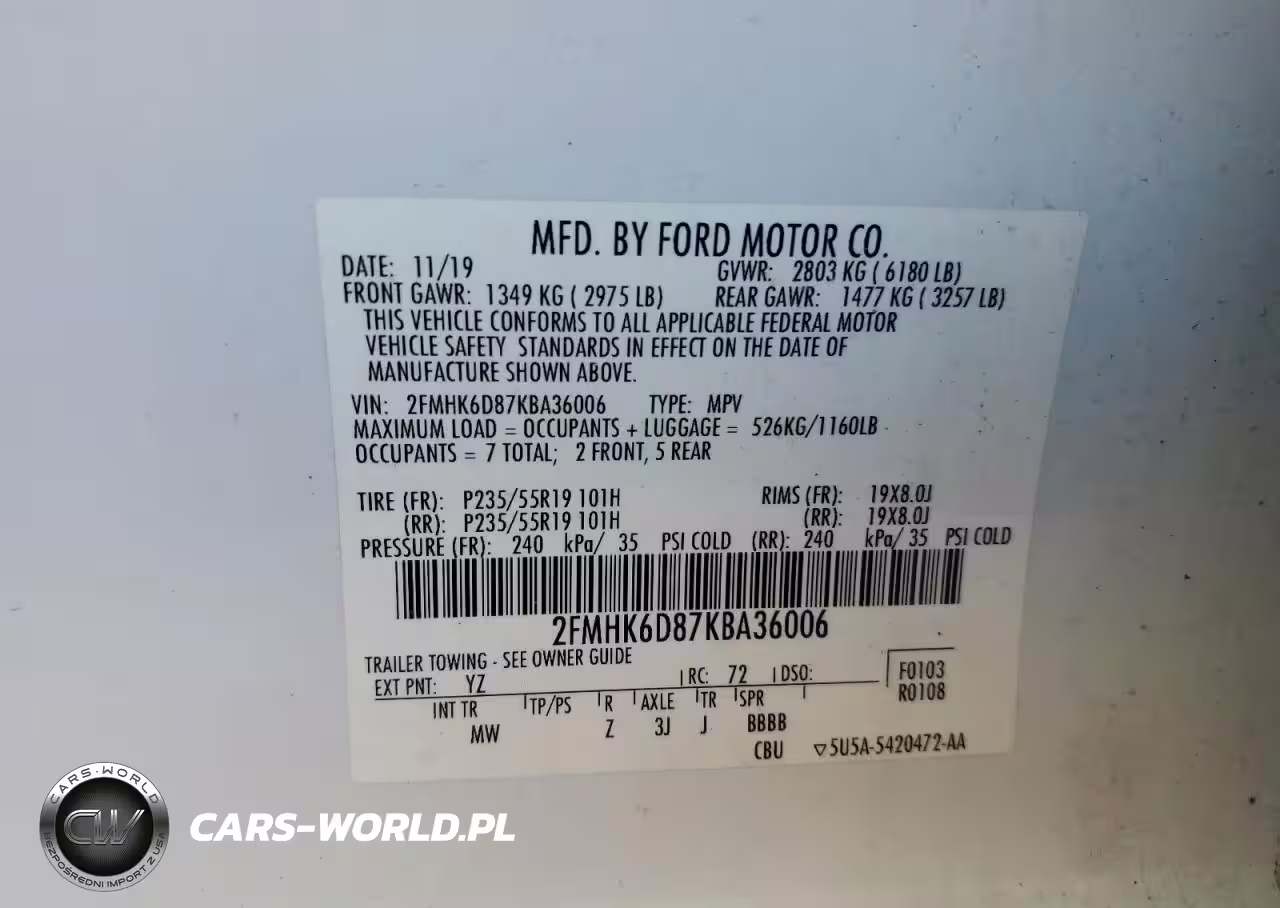 MFD. BY FORD MOTOR CO.
DATE: 11/19 GVWR: 2803 KG ( 6180 LB)
FRONT GAWR: 1349 KG ( 2975 LB) REAR GAWR: 1477 KG ( 3257 LB)
THIS VEHICLE CONFORMS TO ALL APPLICABLE FEDERAL MOTOR
VEHICLE SAFETY STANDARDS IN EFFECT ON THE DATE OF
MANUFACTURE SHOWN ABOVE.
VIN: 2FMHK6D87KBA36006 TYPE: MPV
MAXIMUM LOAD = OCCUPANTS + LUGGAGE = 526KG/1160LB
OCCUPANTS = 7 TOTAL; 2 FRONT, 5 REAR
TIRE (FR): P235/55R19 101H RIMS (FR): 19X8.0J
(RR): P235/55R19 101H (RR): 19X8.0J
PRESSURE (FR): 240 kPa/ 35 PSI COLD (RR): 240 kPa/ 35 PSI COLD
2FMHK6D87KBA36006
TRAILER TOWING - SEE OWNER GUIDE
EXT PNT: YZ RC: 72 DSO: F0103
R0108
INT TR TP/PS R AXLE TR SPR
MW Z 3J J BBBB
CBU ▽5U5A-5420472-AA
CARS-WORLD
CW
BEZPOŚREDNI IMPORT Z USA
CARS-WORLD.PL